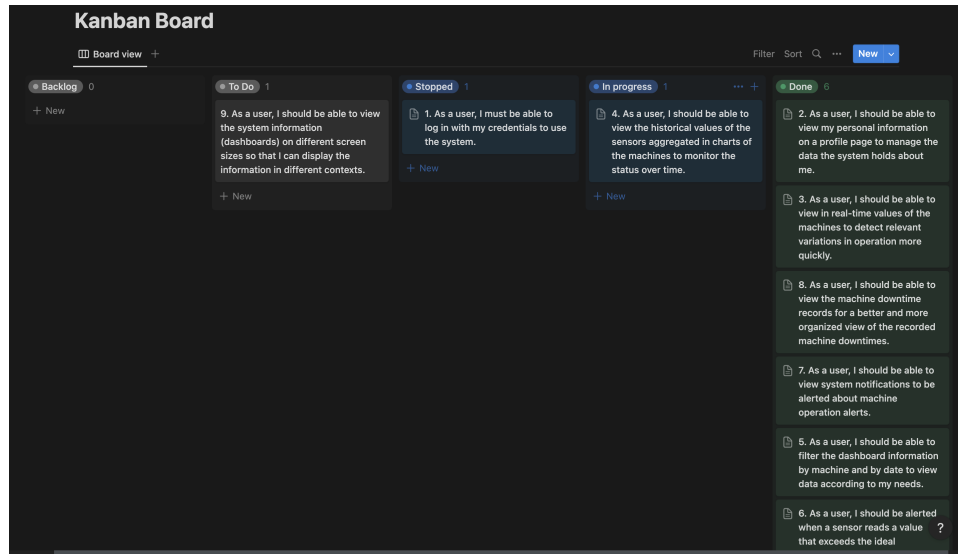 Kanban Board
Board view
Filter Sort ... New
Backlog 0
+ New
To Do 1
9. As a user, I should be able to view
the system information
(dashboards) on different screen
sizes so that I can display the
information in different contexts.
+ New
Stopped 1
1. As a user, I must be able to
log in with my credentials to use
the system.
+ New
In progress 1 ... +
4. As a user, I should be able to
view the historical values of the
sensors aggregated in charts of
the machines to monitor the
status over time.
+ New
Done 6
2. As a user, I should be able to
view my personal information
on a profile page to manage the
data the system holds about
me.
3. As a user, I should be able to
view in real-time values of the
machines to detect relevant
variations in operation more
quickly.
8. As a user, I should be able to
view the machine downtime
records for a better and more
organized view of the recorded
machine downtimes.
7. As a user, I should be able to
view system notifications to be
alerted about machine
operation alerts.
5. As a user, I should be able to
filter the dashboard information
by machine and by date to view
data according to my needs.
6. As a user, I should be alerted
when a sensor reads a value
that exceeds the ideal
?